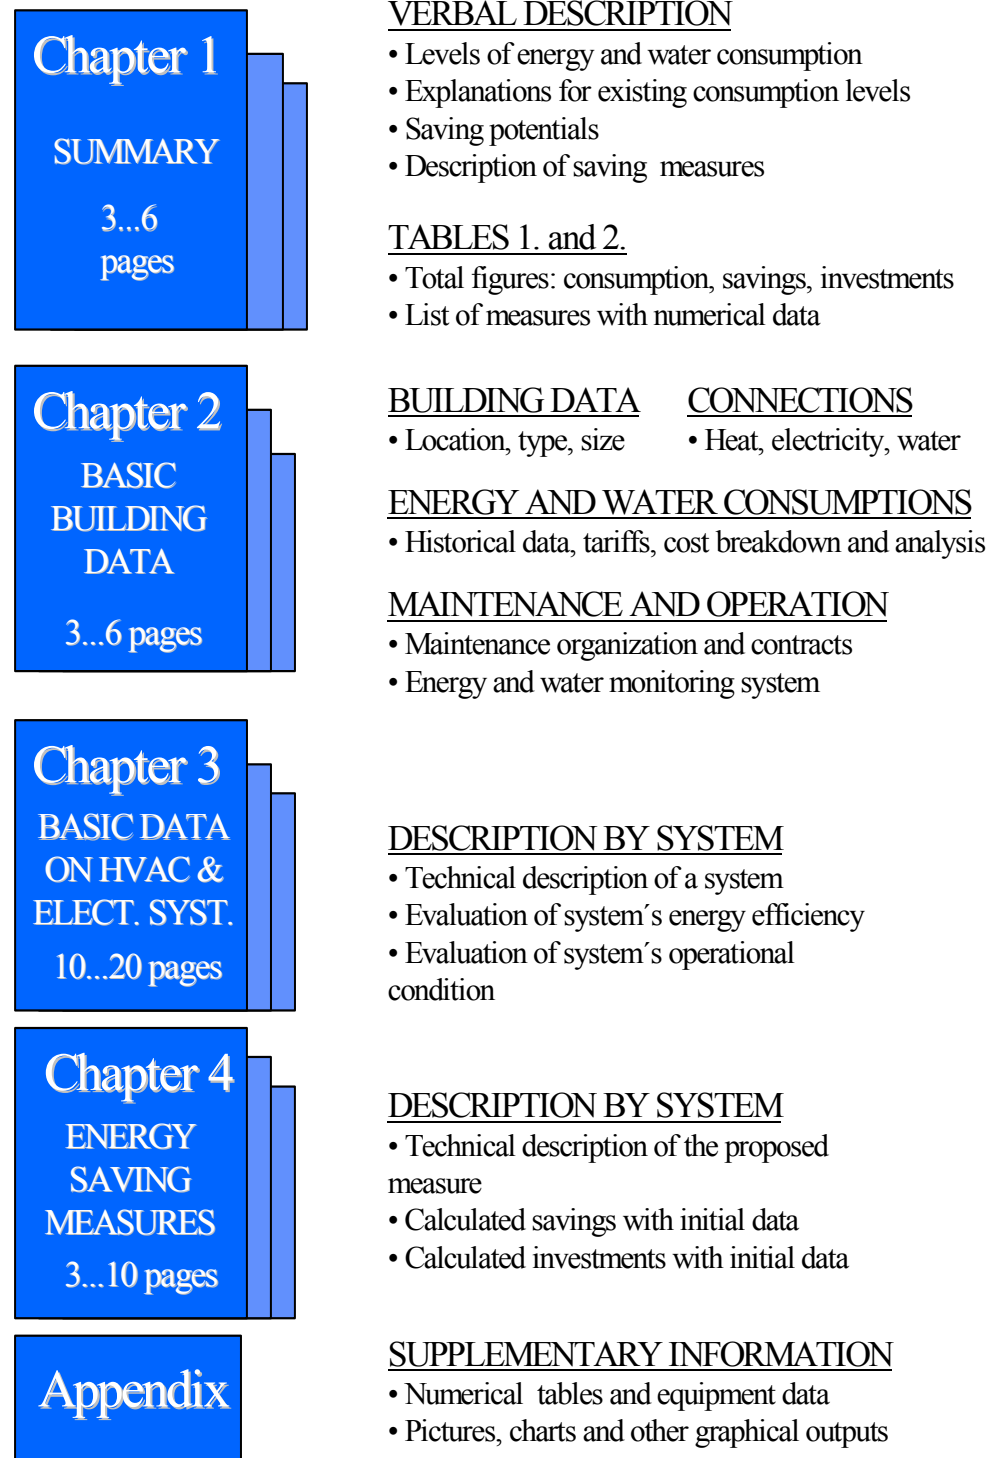 Chapter 1
SUMMARY
3...6
pages
VERBAL DESCRIPTION
• Levels of energy and water consumption
• Explanations for existing consumption levels
• Saving potentials
• Description of saving measures
TABLES 1. and 2.
• Total figures: consumption, savings, investments
• List of measures with numerical data
Chapter 2
BASIC
BUILDING
DATA
3...6 pages
BUILDING DATA
• Location, type, size
CONNECTIONS
• Heat, electricity, water
ENERGY AND WATER CONSUMPTIONS
• Historical data, tariffs, cost breakdown and analysis
MAINTENANCE AND OPERATION
• Maintenance organization and contracts
• Energy and water monitoring system
Chapter 3
BASIC DATA
ON HVAC &
ELECT. SYST.
10...20 pages
DESCRIPTION BY SYSTEM
• Technical description of a system
• Evaluation of system´s energy efficiency
• Evaluation of system´s operational
condition
Chapter 4
ENERGY
SAVING
MEASURES
3...10 pages
DESCRIPTION BY SYSTEM
• Technical description of the proposed
measure
• Calculated savings with initial data
• Calculated investments with initial data
Appendix
SUPPLEMENTARY INFORMATION
• Numerical tables and equipment data
• Pictures, charts and other graphical outputs